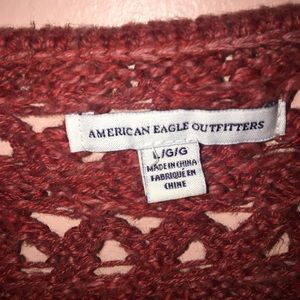 AMERICAN EAGLE OUTFITTERS
L/G/G
MADE IN CHINA
FABRIQUÉ EN
CHINE